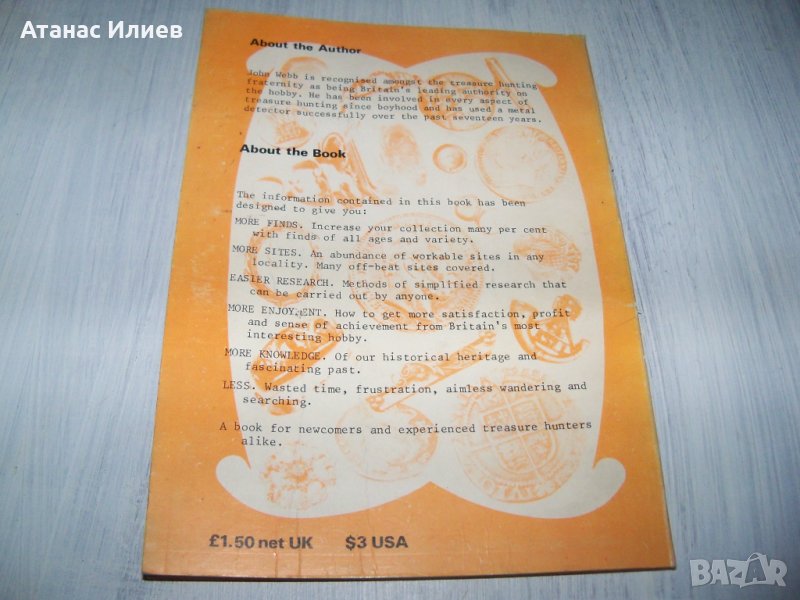 Атанас Илиев
About the Author
John Webb is recognised amongst the treasure hunting
fraternity as being Britain's leading authority on
the hobby. He has been involved in every aspect of
treasure hunting since boyhood and has used a metal
detector successfully over the past seventeen years.
About the Book
The information contained in this book has been
designed to give you:
MORE FINDS. Increase your collection many per cent
with finds of all ages and variety.
MORE SITES. An abundance of workable sites in any
locality. Many off-beat sites covered.
EASIER RESEARCH. Methods of simplified research that
can be carried out by anyone.
MORE ENJOYMENT. How to get more satisfaction, profit
and sense of achievement from Britain's most
interesting hobby.
MORE KNOWLEDGE. Of our historical heritage and
fascinating past.
LESS. Wasted time, frustration, aimless wandering and
searching.
A book for newcomers and experienced treasure hunters
alike.
£1.50 net UK $3 USA
BAZAR